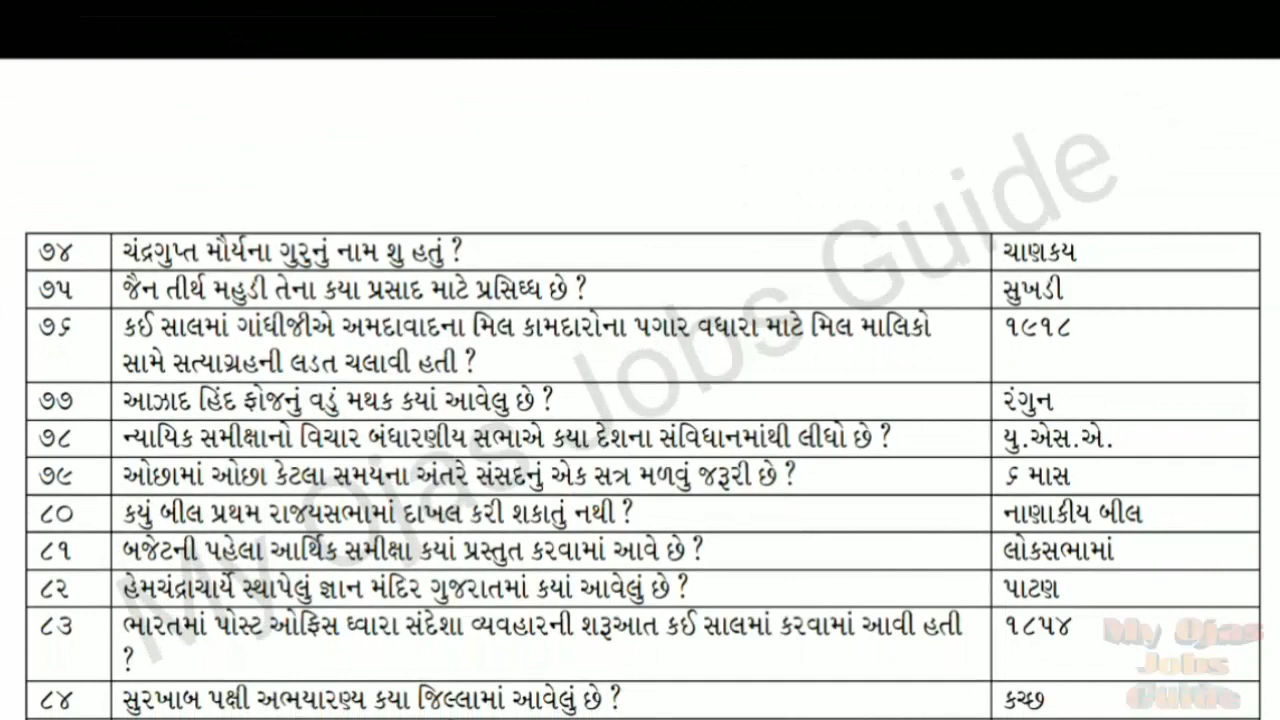 ૭૪ ચંદ્રગુપ્ત મૌર્યના ગુરુનું નામ શુ હતું ? ચાણકય
૭૫ જૈન તીર્થ મહુડી તેના કયા પ્રસાદ માટે પ્રસિધ્ધ છે ? સુખડી
૭૬ કઈ સાલમાં ગાંધીજીએ અમદાવાદના મિલ કામદારોના પગાર વધારા માટે મિલ માલિકો ૧૯૧૮
સામે સત્યાગ્રહની લડત ચલાવી હતી ?
૭૭ આઝાદ હિંદ ફોજનું વડું મથક કયાં આવેલુ છે ? રંગુન
૭૮ ન્યાયિક સમીક્ષાનો વિચાર બંધારણીય સભાએ કયા દેશના સંવિધાનમાંથી લીધો છે ? યુ.એસ.એ.
૭૯ ઓછામાં ઓછા કેટલા સમયના અંતરે સંસદનું એક સત્ર મળવું જરૂરી છે ? ૬ માસ
૮૦ કયું બીલ પ્રથમ રાજયસભામાં દાખલ કરી શકાતું નથી ? નાણાકીય બીલ
૮૧ બજેટની પહેલા આર્થિક સમીક્ષા કયાં પ્રસ્તુત કરવામાં આવે છે ? લોકસભામાં
૮૨ હેમચંદ્રાચાર્યે સ્થાપેલું જ્ઞાન મંદિર ગુજરાતમાં કયાં આવેલું છે ? પાટણ
૮૩ ભારતમાં પોસ્ટ ઓફિસ ધ્વારા સંદેશા વ્યવહારની શરૂઆત કઈ સાલમાં કરવામાં આવી હતી ૧૮૫૪
?
૮૪ સુરખાબ પક્ષી અભયારણ્ય કયા જિલ્લામાં આવેલું છે ? કચ્છ
My Ojas Jobs Guide
My Ojas
Jobs
Guide